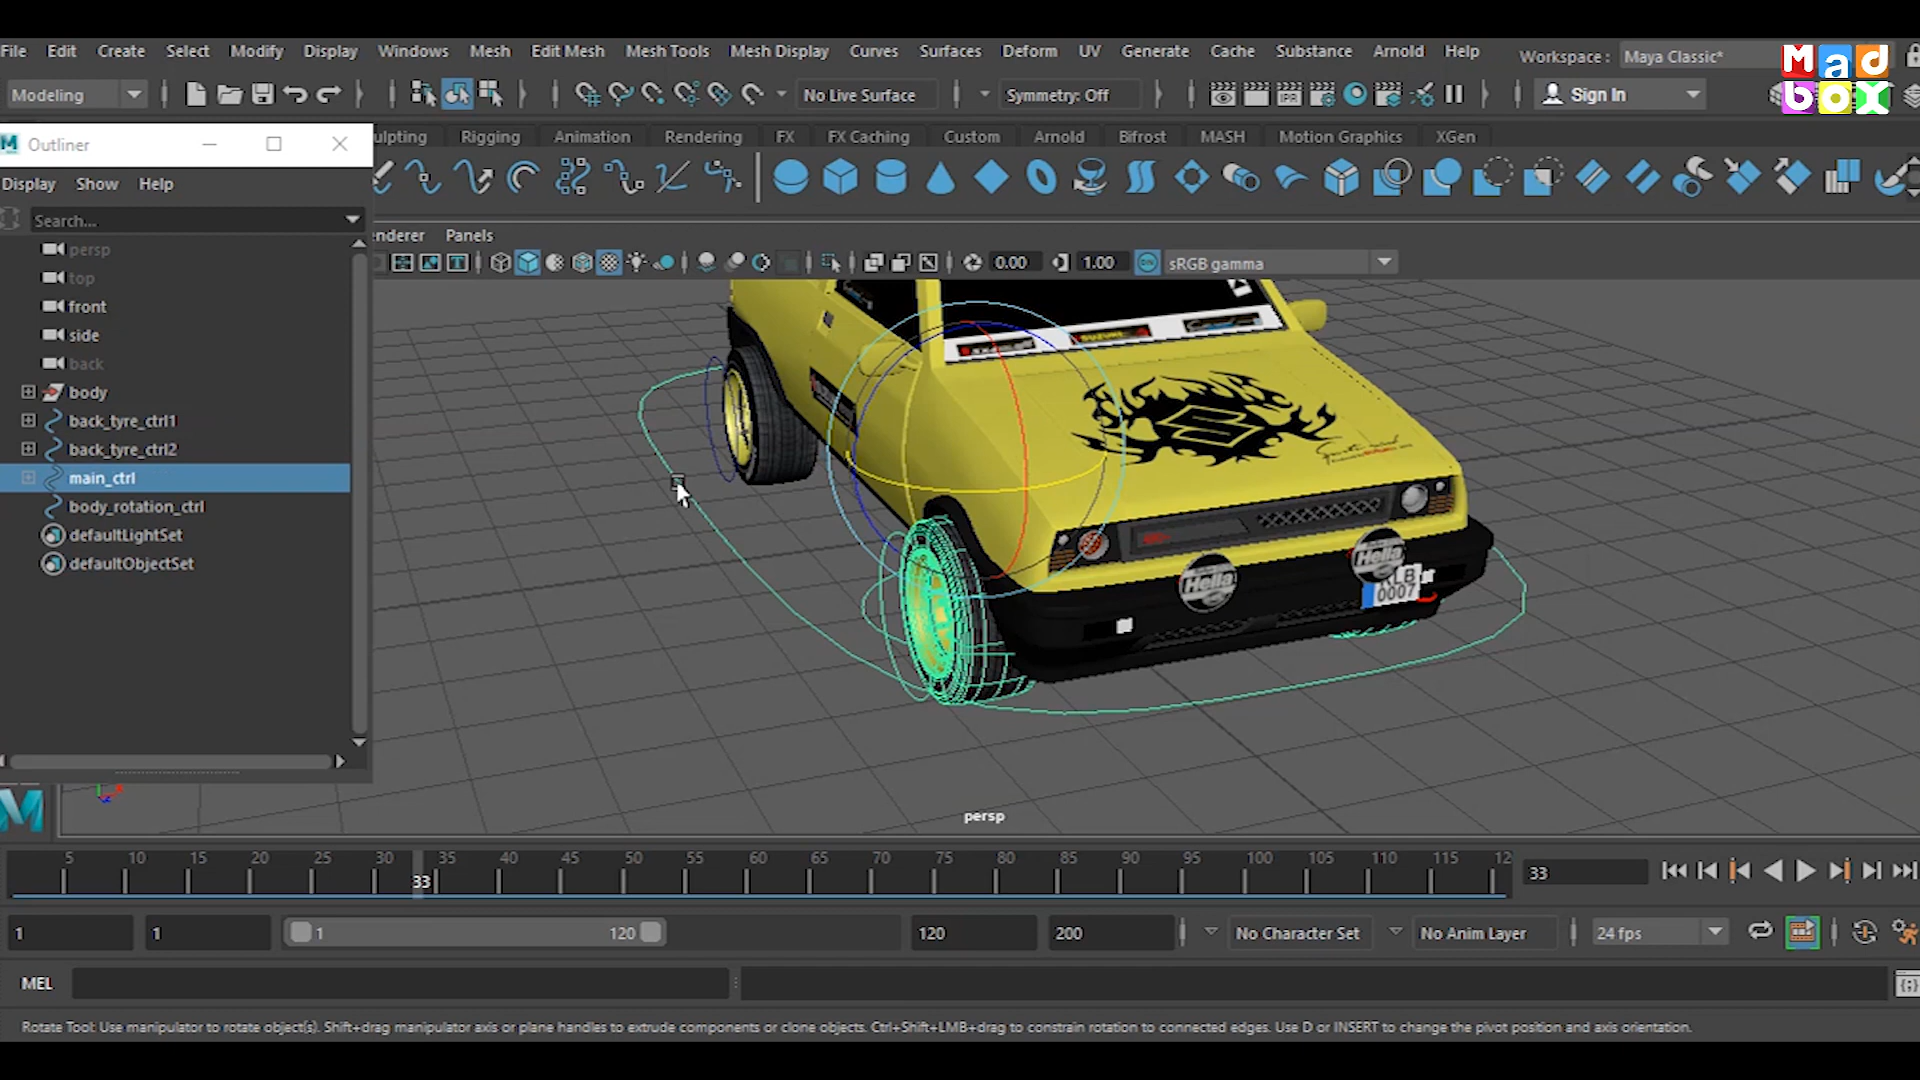 File Edit Create Select Modify Display Windows Mesh Edit Mesh Mesh Tools Mesh Display Curves Surfaces Deform UV Generate Cache Substance Arnold Help Workspace : Maya Classic*
Mad
box
Modeling No Live Surface Symmetry: Off Sign In
Outliner
ulpting Rigging Animation Rendering FX FX Caching Custom Arnold Bifrost MASH Motion Graphics XGen
Display Show Help
Search...
enderer Panels
0.00 1.00 ON sRGB gamma
persp
top
front
side
back
body
back_tyre_ctrl1
back_tyre_ctrl2
main_ctrl
body_rotation_ctrl
defaultLightSet
defaultObjectSet
SUZUKI
Hella
Hella
0007
persp
5 10 15 20 25 30 35 40 45 50 55 60 65 70 75 80 85 90 95 100 105 110 115 12
33
33
1 1 1 120 120 200 No Character Set No Anim Layer 24 fps
MEL
Rotate Tool: Use manipulator to rotate object(s). Shift+drag manipulator axis or plane handles to extrude components or clone objects. Ctrl+Shift+LMB+drag to constrain rotation to connected edges. Use D or INSERT to change the pivot position and axis orientation.